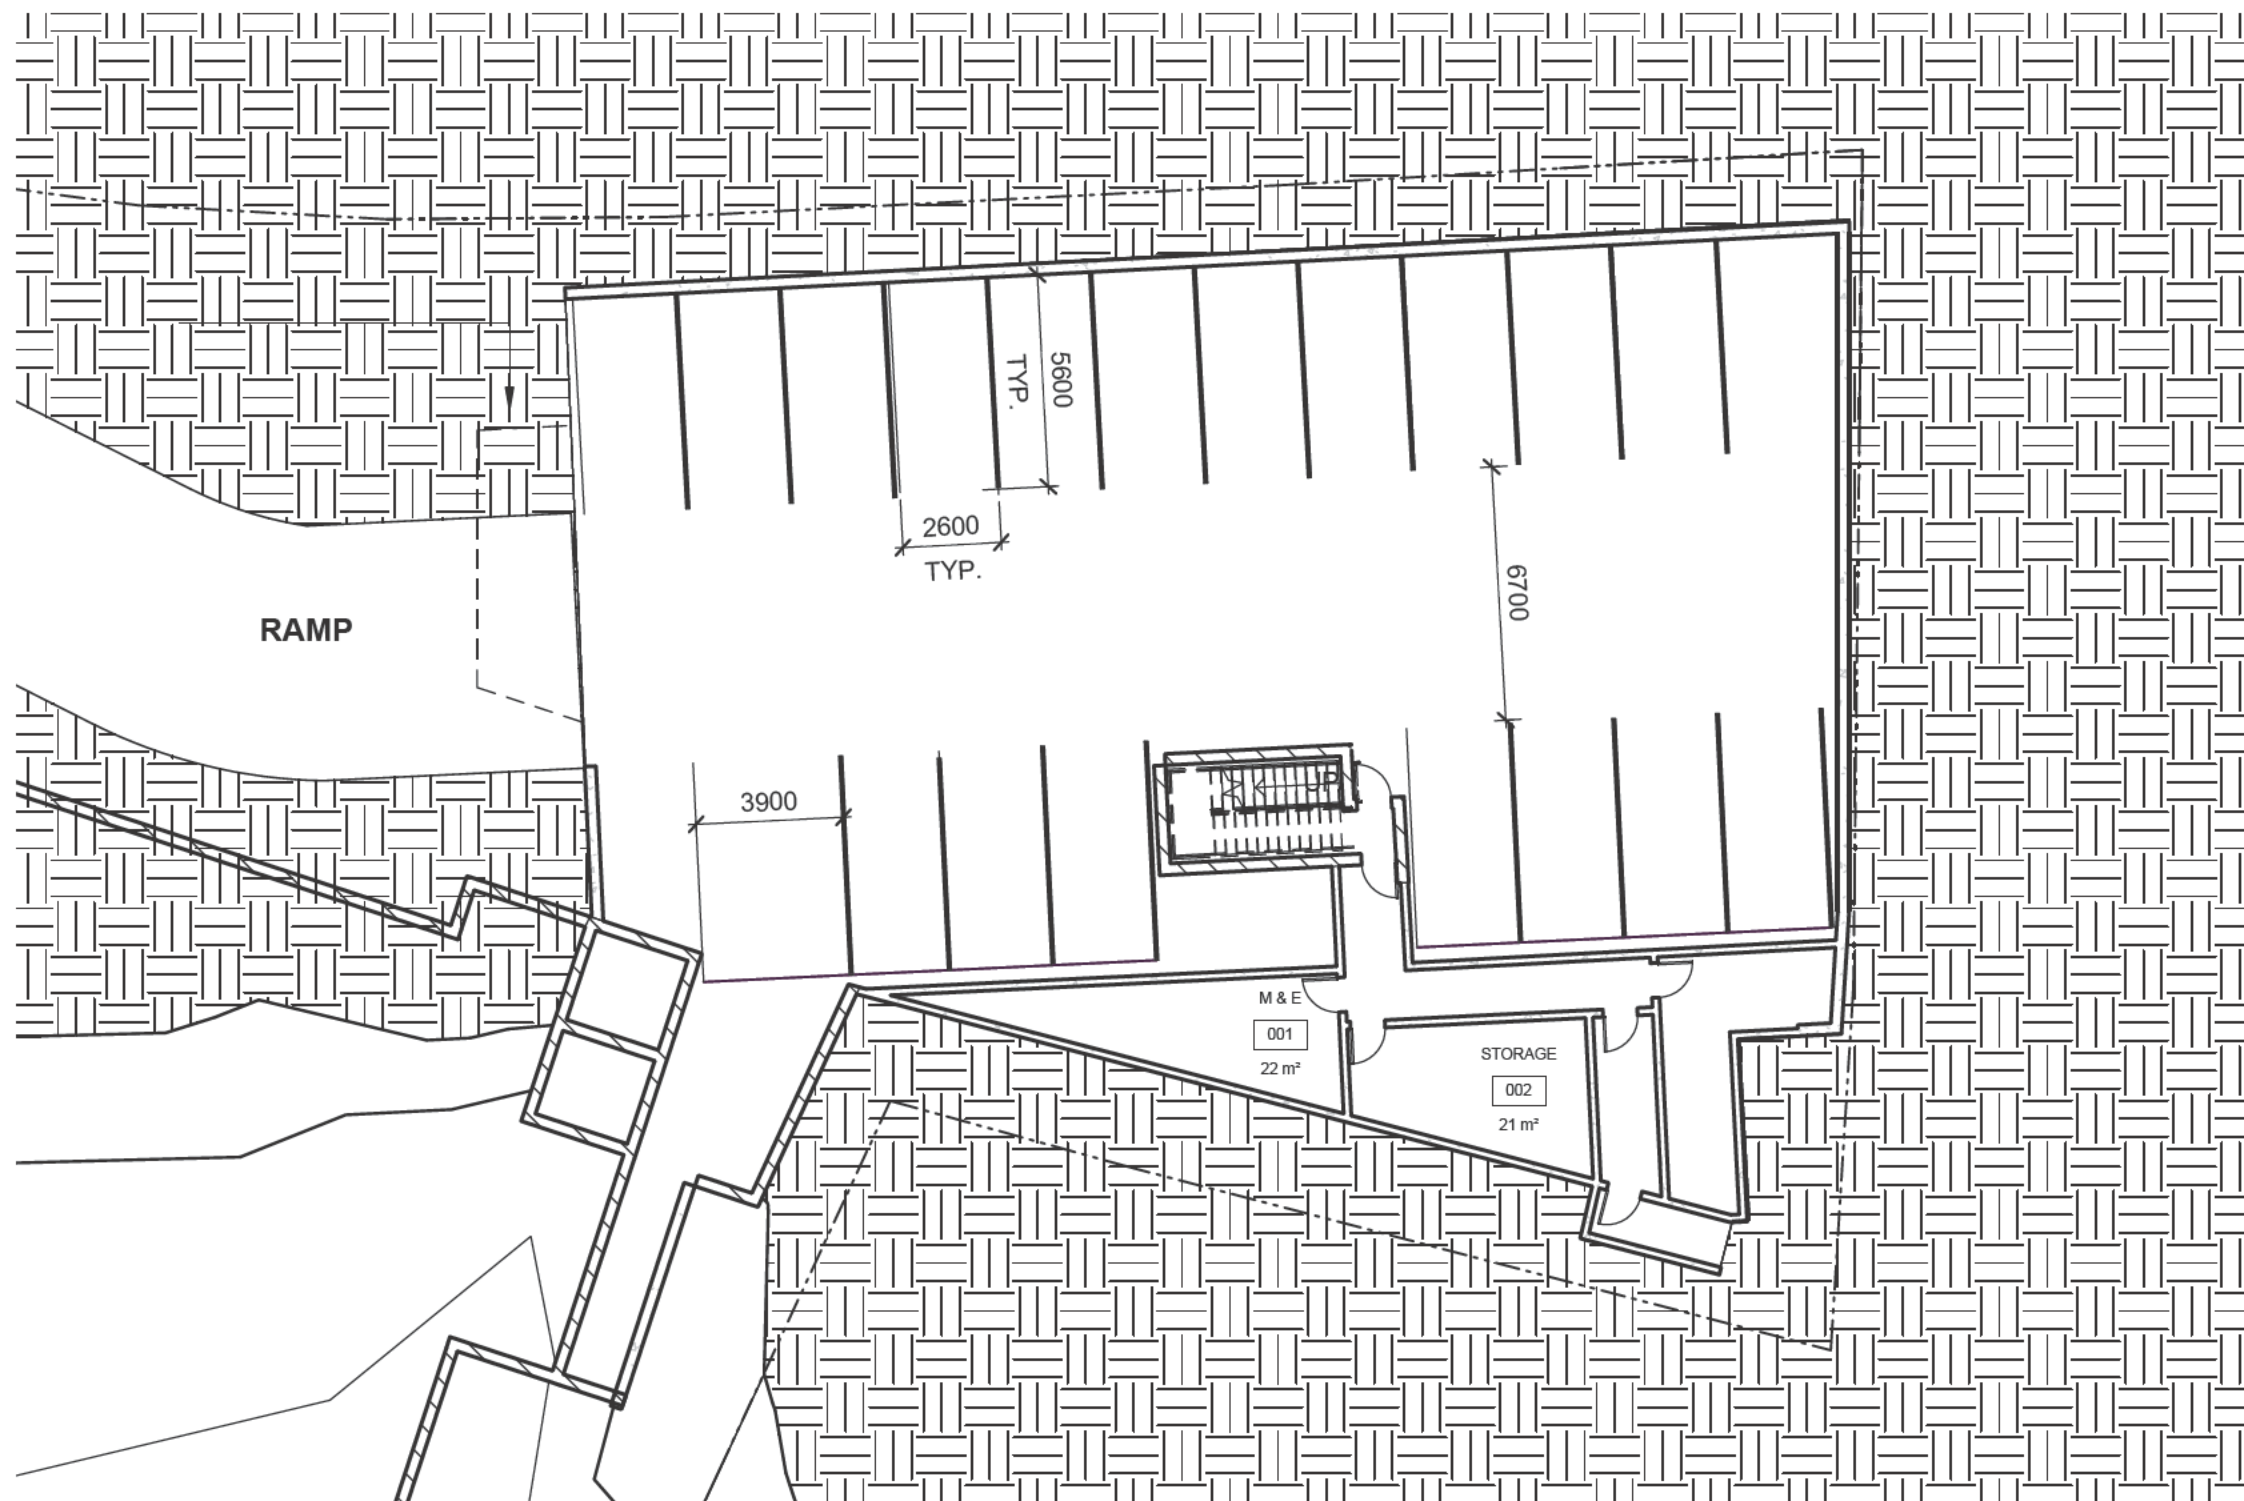 5600
TYP.
2600
TYP.
6700
RAMP
3900
UP
M & E
001
22 m²
STORAGE
002
21 m²